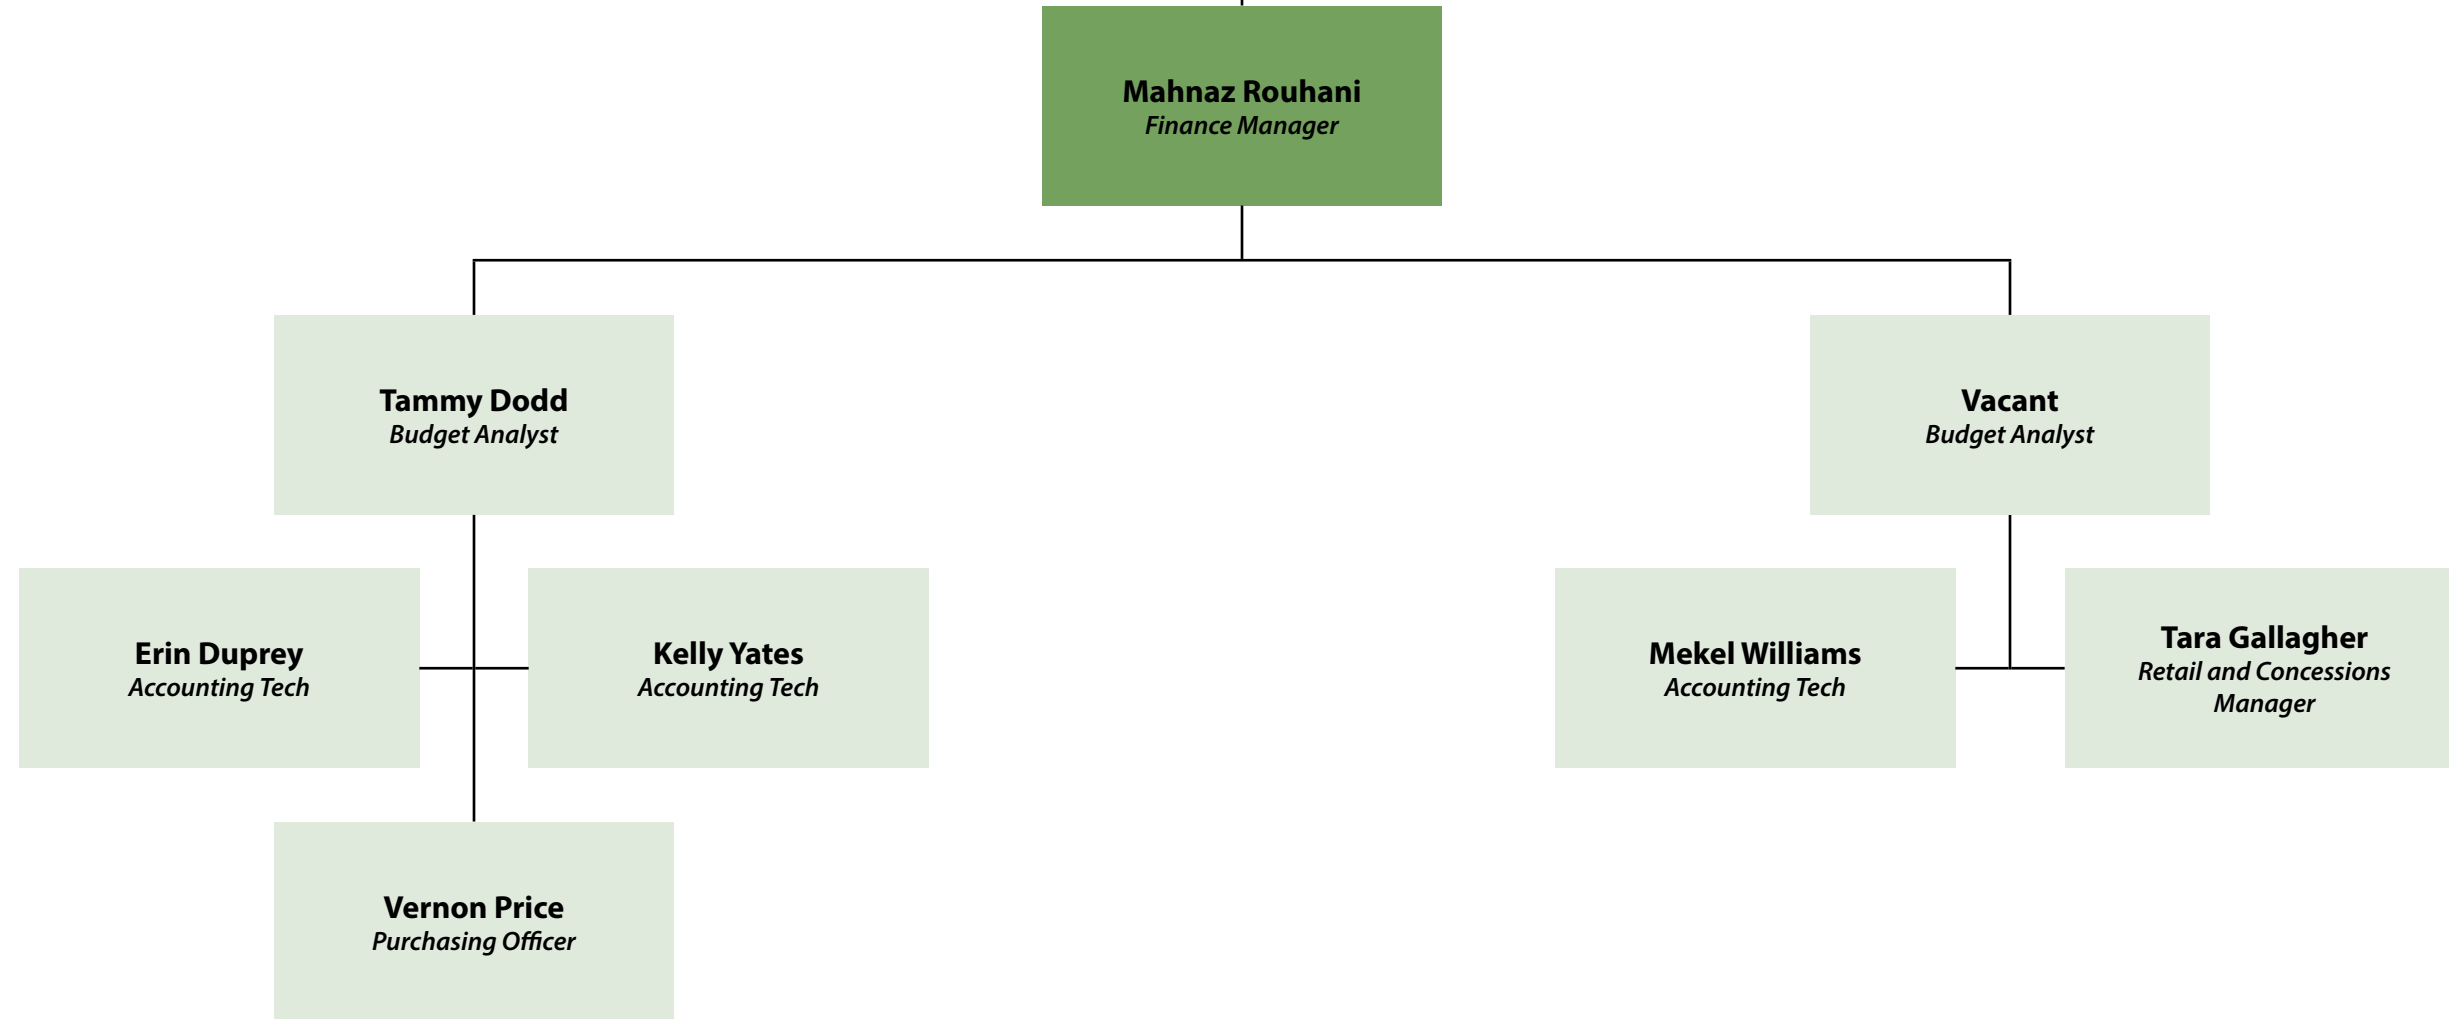 Mahnaz Rouhani
Finance Manager
Tammy Dodd
Budget Analyst
Vacant
Budget Analyst
Erin Duprey
Accounting Tech
Kelly Yates
Accounting Tech
Mekel Williams
Accounting Tech
Tara Gallagher
Retail and Concessions
Manager
Vernon Price
Purchasing Officer